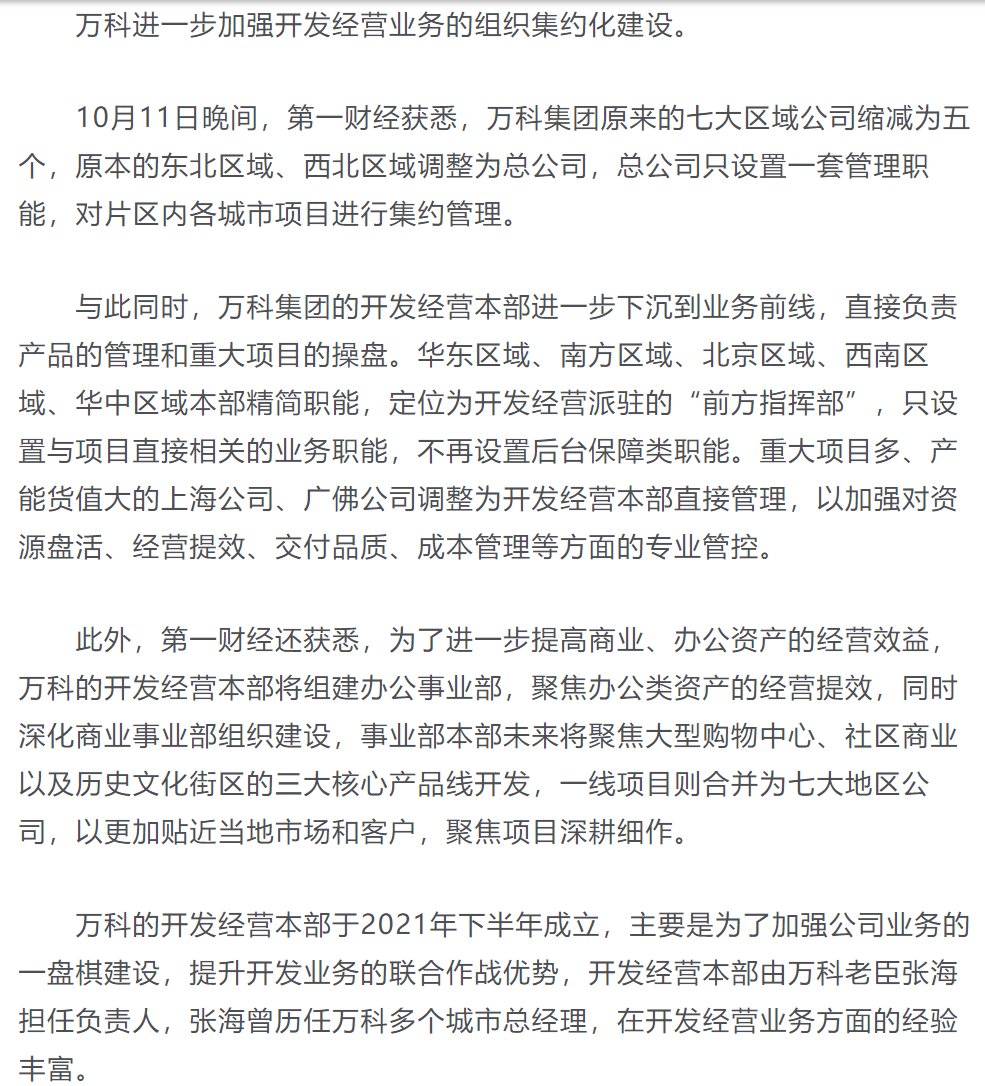 万科进一步加强开发经营业务的组织集约化建设。
10月11日晚间，第一财经获悉，万科集团原来的七大区域公司缩减为五
个，原本的东北区域、西北区域调整为总公司，总公司只设置一套管理职
能，对片区内各城市项目进行集约管理。
与此同时，万科集团的开发经营本部进一步下沉到业务前线，直接负责
产品的管理和重大项目的操盘。华东区域、南方区域、北京区域、西南区
域、华中区域本部精简职能，定位为开发经营派驻的“前方指挥部”，只设
置与项目直接相关的业务职能，不再设置后台保障类职能。重大项目多、产
能货值大的上海公司、广佛公司调整为开发经营本部直接管理，以加强对资
源盘活、经营提效、交付品质、成本管理等方面的专业管控。
此外，第一财经还获悉，为了进一步提高商业、办公资产的经营效益，
万科的开发经营本部将组建办公事业部，聚焦办公类资产的经营提效，同时
深化商业事业部组织建设，事业部本部未来将聚焦大型购物中心、社区商业
以及历史文化街区的三大核心产品线开发，一线项目则合并为七大地区公
司，以更加贴近当地市场和客户，聚焦项目深耕细作。
万科的开发经营本部于2021年下半年成立，主要是为了加强公司业务的
一盘棋建设，提升开发业务的联合作战优势，开发经营本部由万科老臣张海
担任负责人，张海曾历任万科多个城市总经理，在开发经营业务方面的经验
丰富。